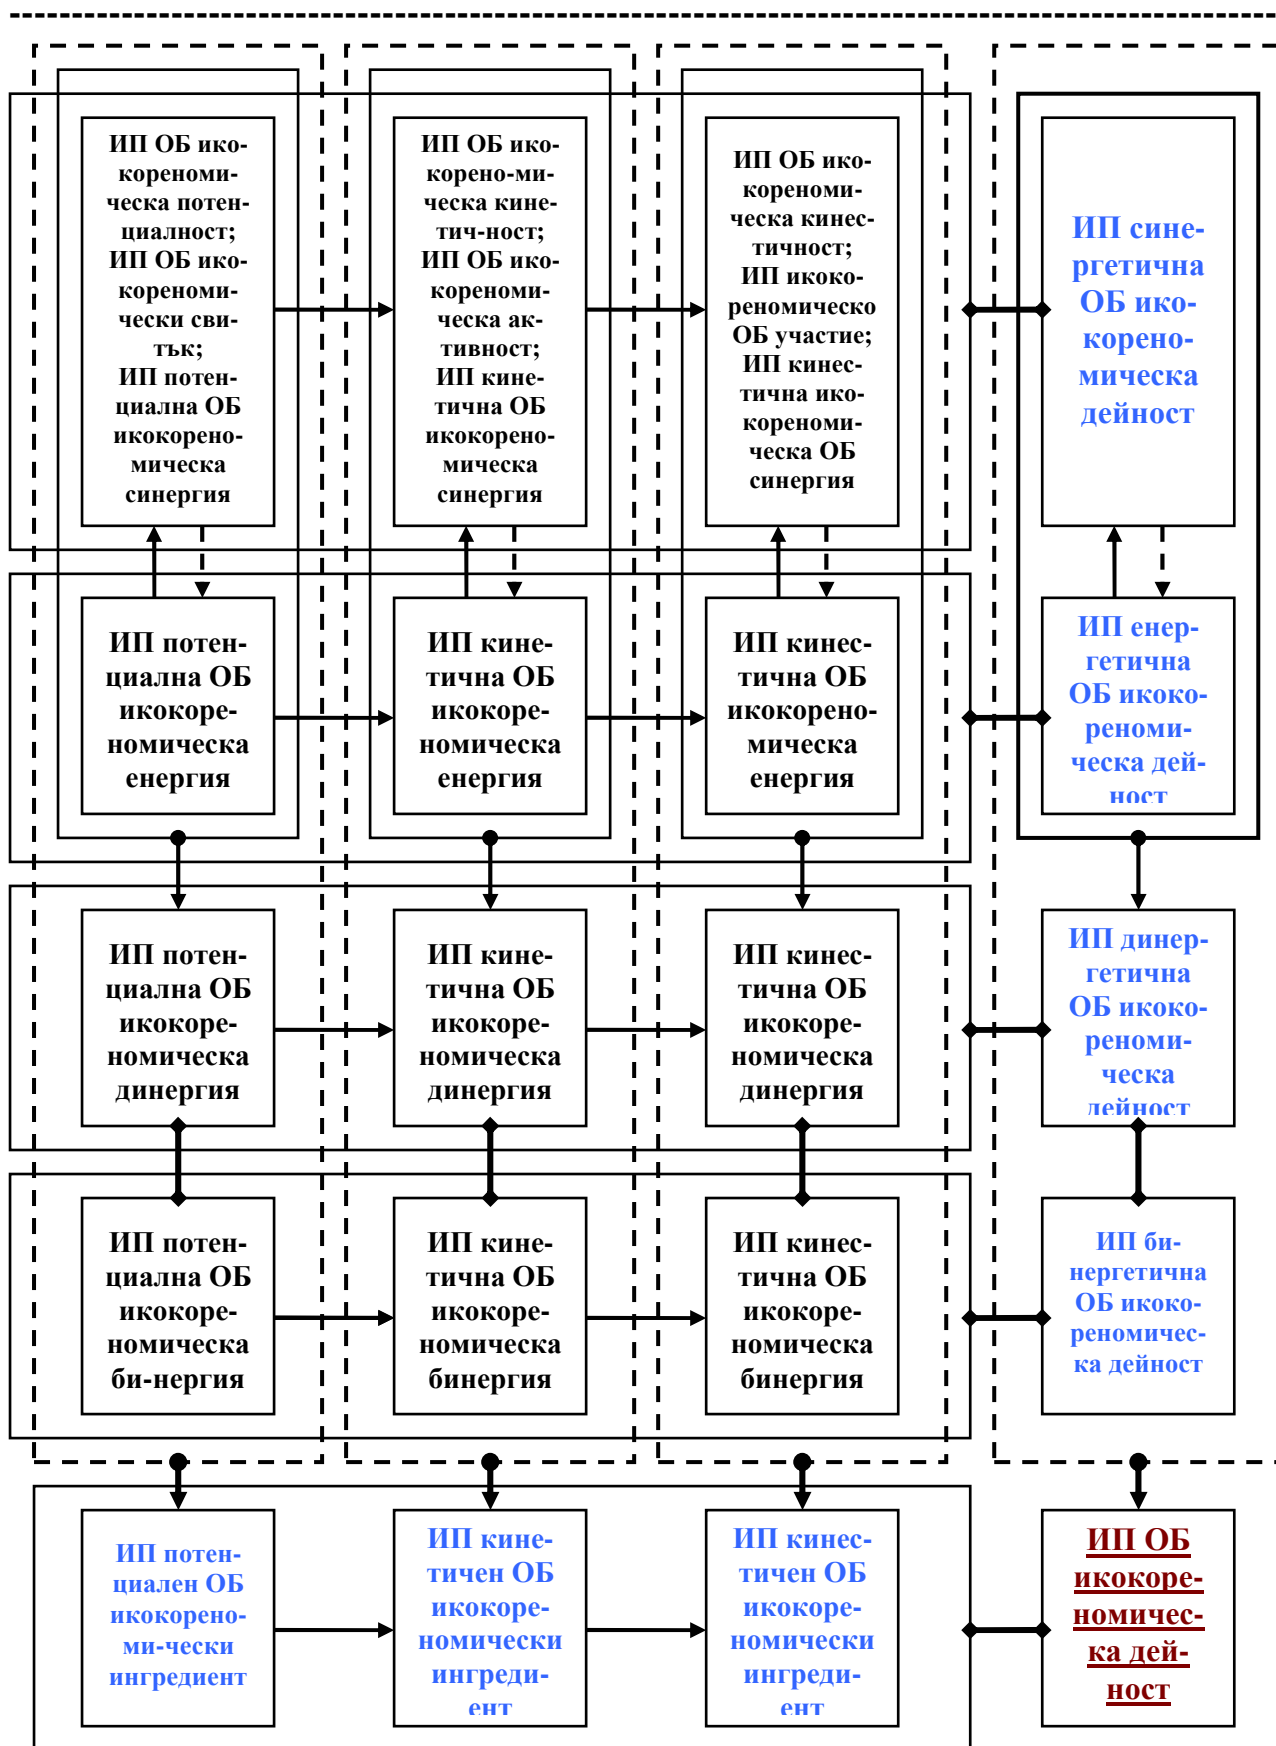 ИП ОБ ико-
кореноми-
ческа потен-
циалност;
ИП ОБ ико-
кореноми-
чески сви-
тък;
ИП потен-
циална ОБ
икокорено-
мическа
синергия
ИП ОБ ико-
корено-ми-
ческа кине-
тич-ност;
ИП ОБ ико-
кореноми-
ческа ак-
тивност;
ИП кине-
тична ОБ
икокорено-
мическа
синергия
ИП ОБ ико-
кореноми-
ческа кинес-
тичност;
ИП икоко-
реномическо
ОБ участие;
ИП кинес-
тична ико-
кореноми-
ческа ОБ
синергия
ИП сине-
ргетична
ОБ ико-
корено-
мическа
дейност
ИП потен-
циална ОБ
икокоре-
номическа
енергия
ИП кине-
тична ОБ
икокоре-
номическа
енергия
ИП кинес-
тична ОБ
икокорено-
мическа
енергия
ИП енер-
гетична
ОБ икоко-
реноми-
ческа дей-
ност
ИП потен-
циална ОБ
икокоре-
номическа
динергия
ИП кине-
тична ОБ
икокоре-
номическа
динергия
ИП кинес-
тична ОБ
икокоре-
номическа
динергия
ИП динер-
гетична
ОБ икоко-
реноми-
ческа
дейност
ИП потен-
циална ОБ
икокоре-
номическа
би-нергия
ИП кине-
тична ОБ
икокоре-
номическа
бинергия
ИП кинес-
тична ОБ
икокоре-
номическа
бинергия
ИП би-
нергетична
ОБ икоко-
реномичес-
ка дейност
ИП потен-
циален ОБ
икокорено-
ми-чески
ингредиент
ИП кине-
тичен ОБ
икокоре-
номически
ингреди-
ент
ИП кинес-
тичен ОБ
икокоре-
номически
ингреди-
ент
ИП ОБ
икокоре-
номичес-
ка дей-
ност